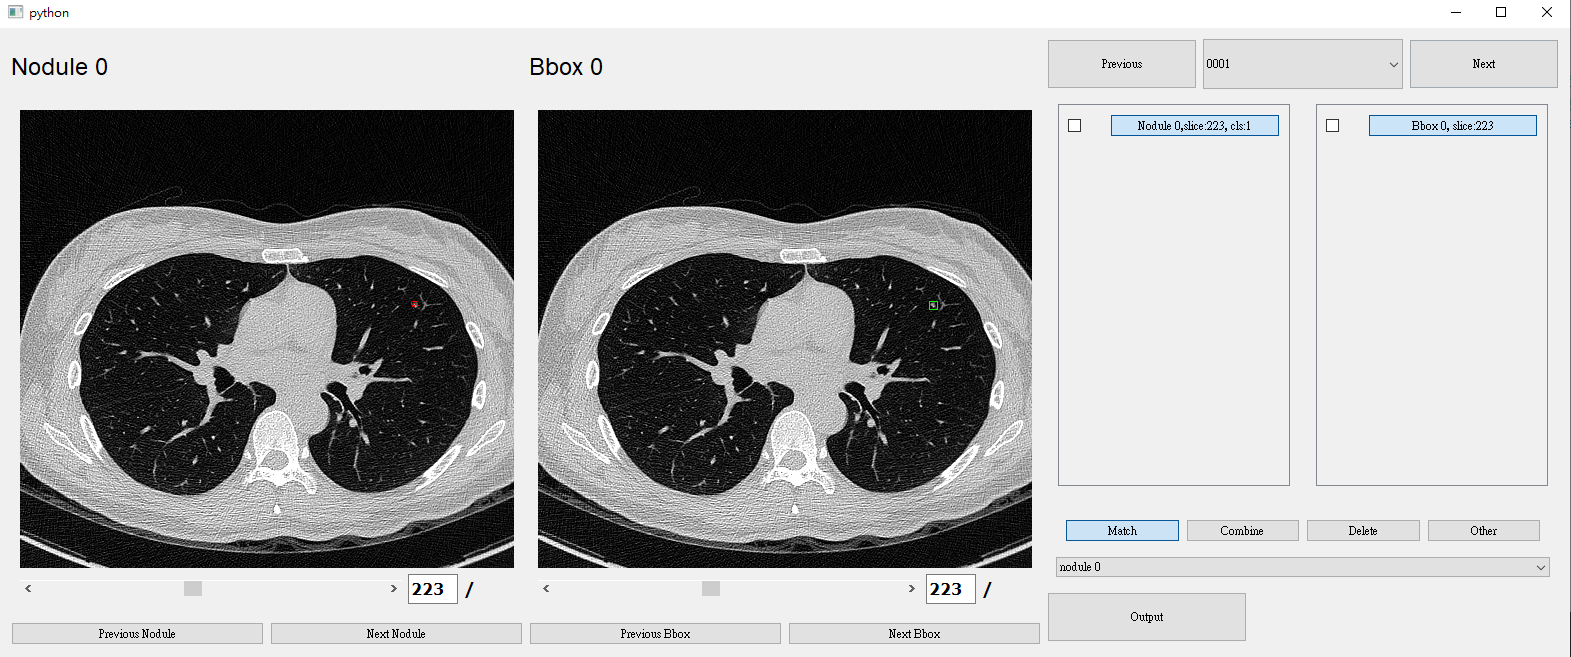 python
Nodule 0
Bbox 0
Previous
0001
Next
Nodule 0,slice:223, cls:1
Bbox 0, slice:223
223 /
223 /
Match
Combine
Delete
Other
nodule 0
Output
Previous Nodule
Next Nodule
Previous Bbox
Next Bbox